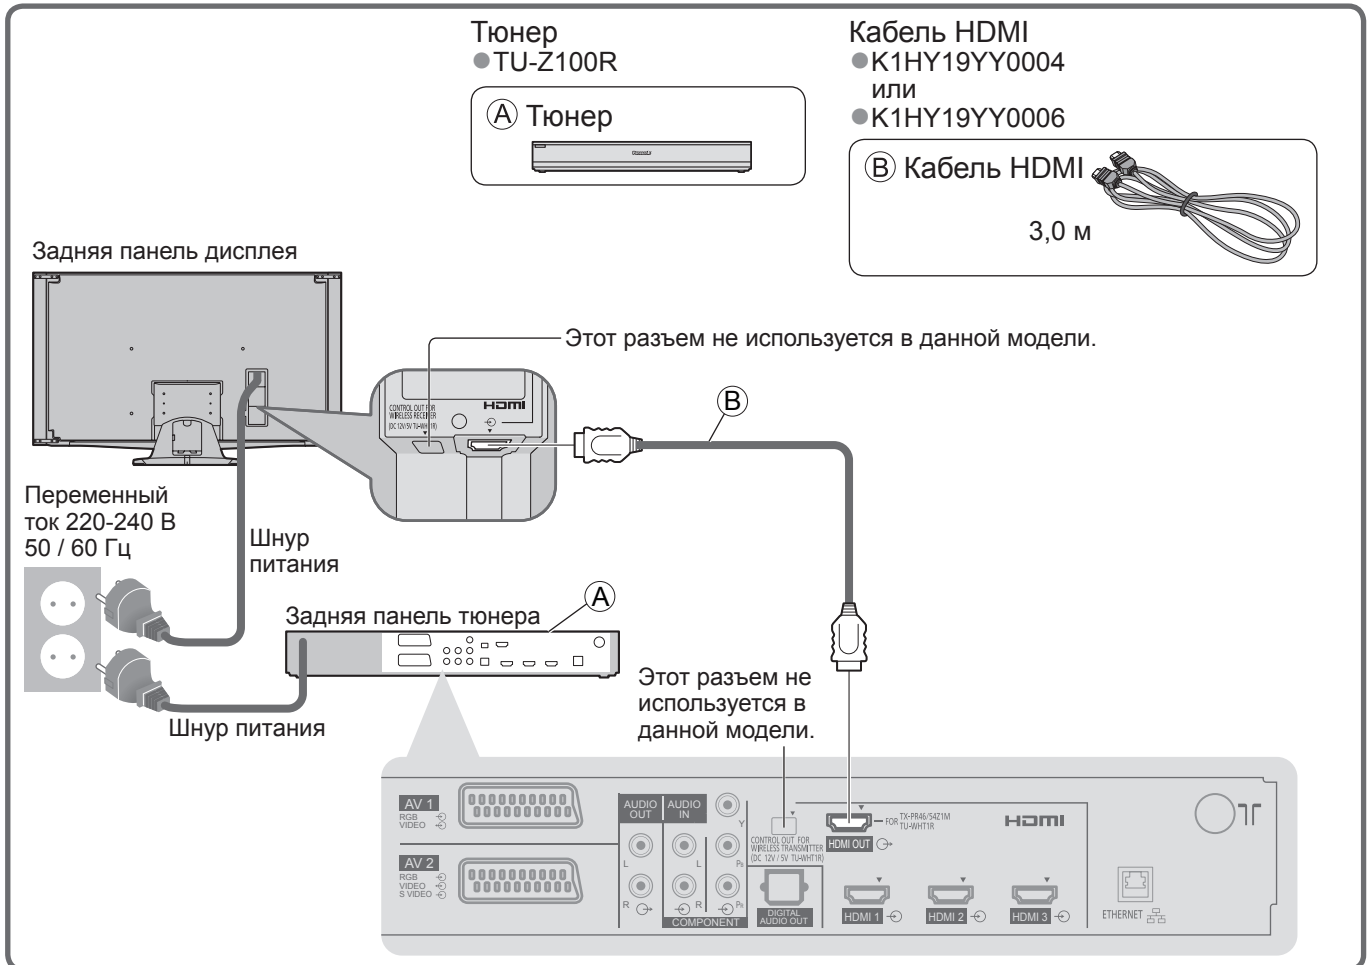 Тюнер
●TU-Z100R
Кабель HDMI
●K1HY19YY0004
или
●K1HY19YY0006
Ⓐ Тюнер
Ⓑ Кабель HDMI
3,0 м
Задняя панель дисплея
Этот разъем не используется в данной модели.
CONTROL OUT FOR
WIRELESS RECEIVER
(DC 12V/5V TU-WHT1R)
HDMI
B
Переменный
ток 220-240 В
50 / 60 Гц
Шнур
питания
Задняя панель тюнера
A
Шнур питания
Этот разъем не
используется в
данной модели.
AV 1
RGB
VIDEO
AV 2
RGB
VIDEO
S VIDEO
AUDIO
OUT
AUDIO
IN
L
R
L
R
Y
PB
PR
COMPONENT
CONTROL OUT FOR
WIRELESS TRANSMITTER
(DC 12V / 5V TU-WHT1R)
DIGITAL
AUDIO OUT
FOR TX-PR46/54Z1M
TU-WHT1R
HDMI OUT
HDMI
HDMI 1
HDMI 2
HDMI 3
ETHERNET